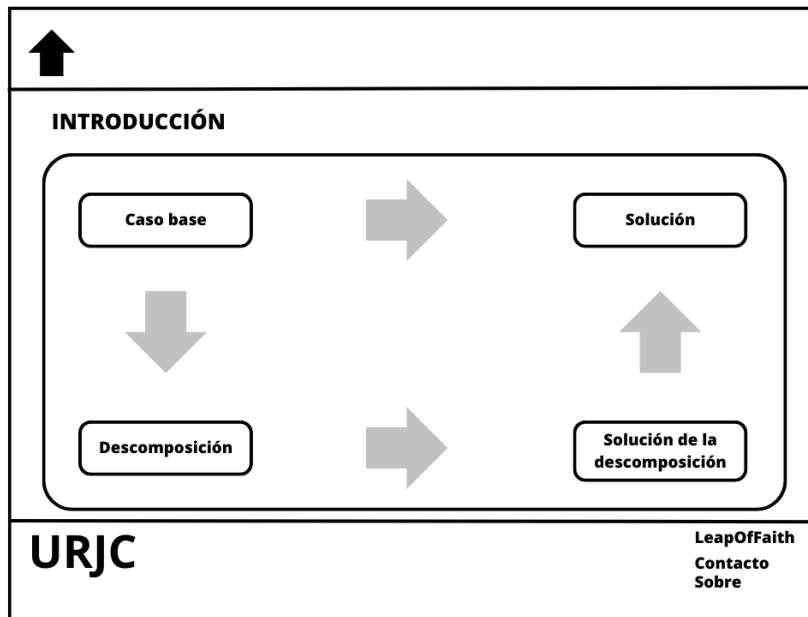 INTRODUCCIÓN
Caso base
Solución
Descomposición
Solución de la
descomposición
URJC
LeapOfFaith
Contacto
Sobre